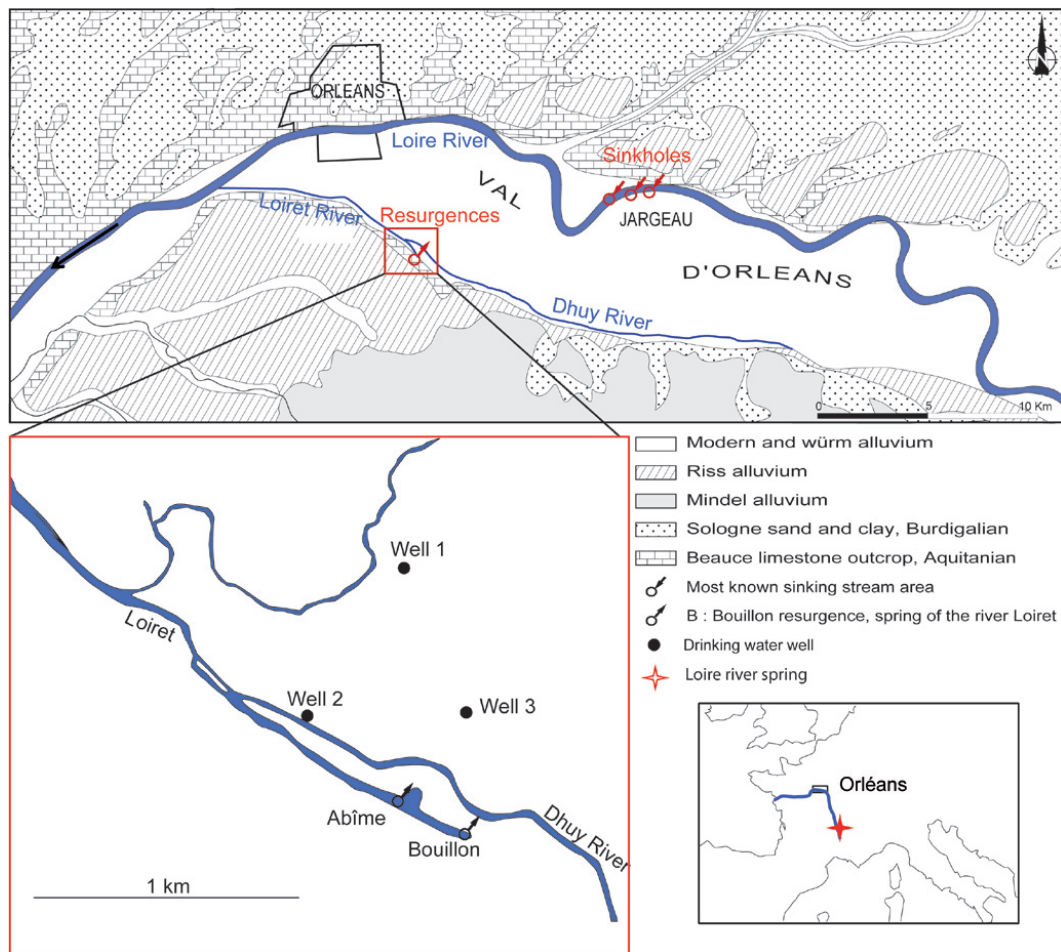 N
ORLEANS
Loire River
Sinkholes
VAL
JARGEAU
Loiret River
Resurgences
D'ORLEANS
Dhuy River
0 5 10 Km
Modern and würm alluvium
Riss alluvium
Mindel alluvium
Sologne sand and clay, Burdigalian
Beauce limestone outcrop, Aquitanian
Most known sinking stream area
B : Bouillon resurgence, spring of the river Loiret
Drinking water well
Loire river spring
Well 1
Loiret
Well 2
Well 3
Abîme
Bouillon
Dhuy River
1 km
Orléans